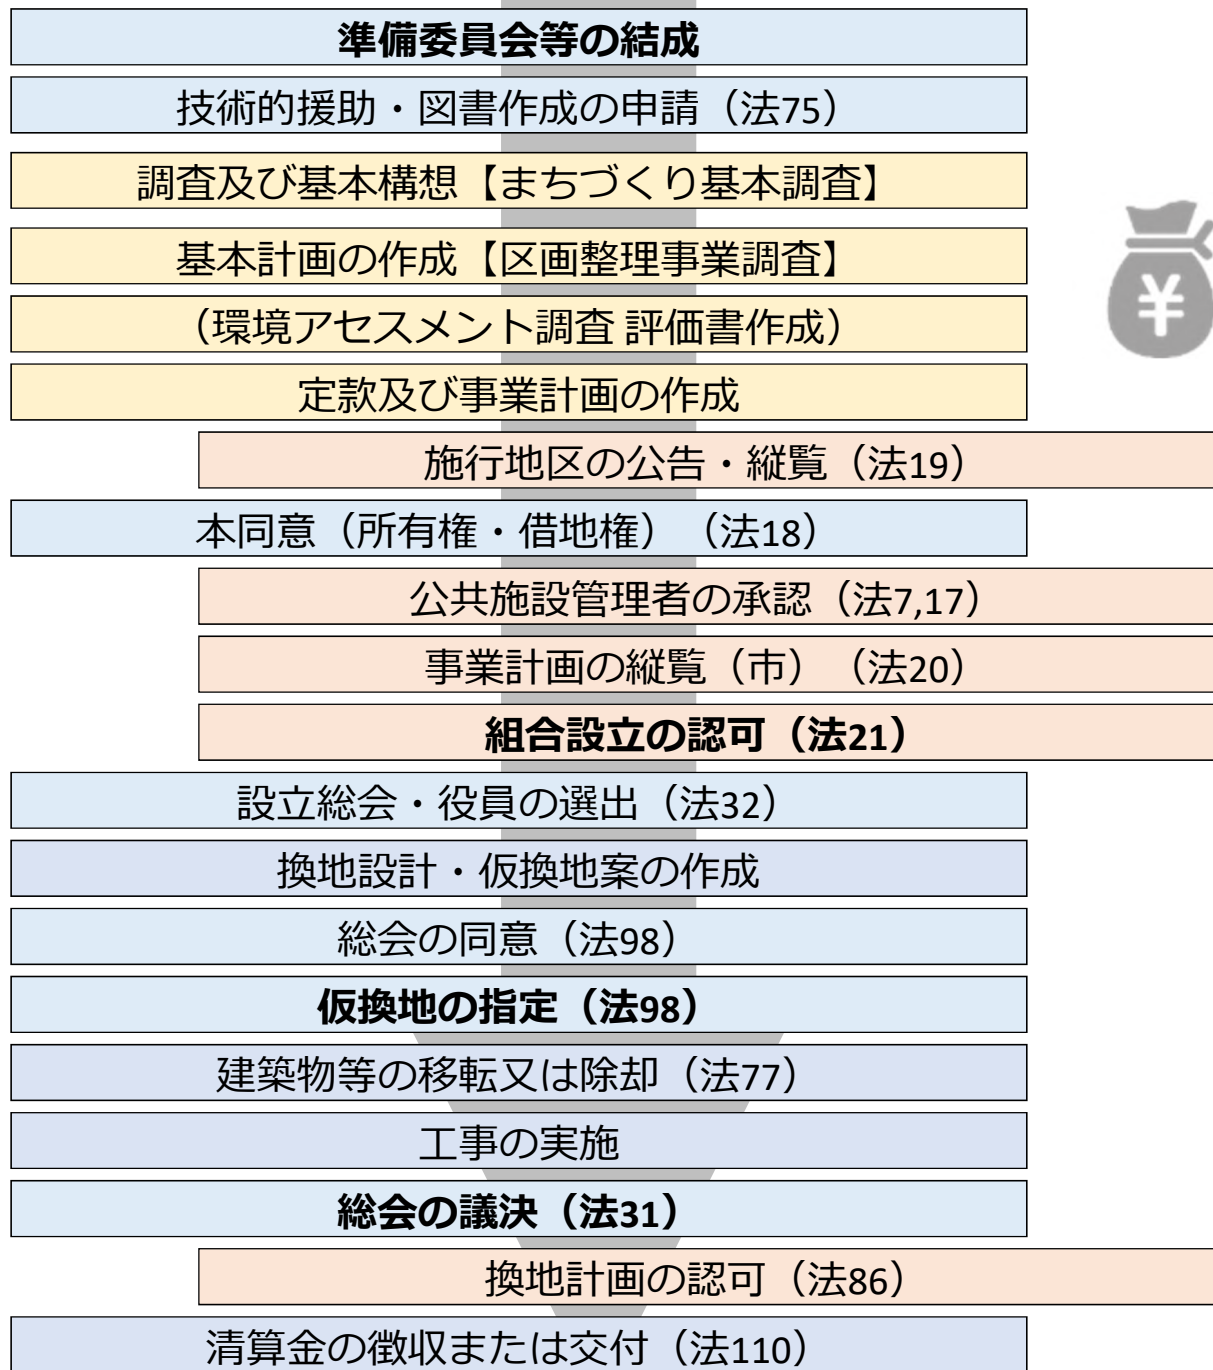 準備委員会等の結成
技術的援助・図書作成の申請（法75）
調査及び基本構想【まちづくり基本調査】
基本計画の作成【区画整理事業調査】
（環境アセスメント調査 評価書作成）
定款及び事業計画の作成
施行地区の公告・縦覧（法19）
本同意（所有権・借地権）（法18）
公共施設管理者の承認（法7,17）
事業計画の縦覧（市）（法20）
組合設立の認可（法21）
設立総会・役員の選出（法32）
換地設計・仮換地案の作成
総会の同意（法98）
仮換地の指定（法98）
建築物等の移転又は除却（法77）
工事の実施
総会の議決（法31）
換地計画の認可（法86）
清算金の徴収または交付（法110）
¥